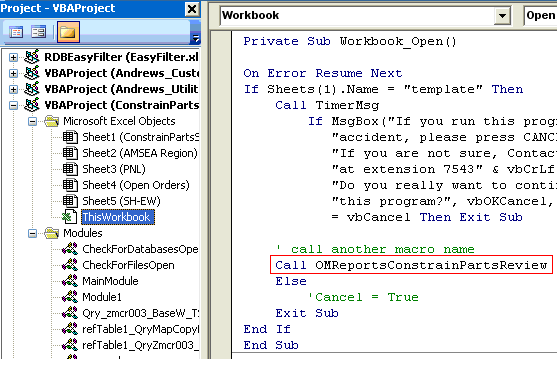 Project - VBAProject
RDBEasyFilter (EasyFilter.xl
VBAProject (Andrews_Custo
VBAProject (Andrews_Utilit
VBAProject (ConstrainParts
Microsoft Excel Objects
Sheet1 (ConstrainPartsS
Sheet2 (AMSEA Region)
Sheet3 (PNL)
Sheet4 (Open Orders)
Sheet5 (SH-EW)
ThisWorkbook
Modules
CheckForDatabasesOpe
CheckForFilesOpen
MainModule
Module1
Qry_zmcr003_BaseW_TS
refTable1_QryMapCopyF
refTable1_QryZmcr003_
Workbook
Open
Private Sub Workbook_Open()
On Error Resume Next
If Sheets(1).Name = "template" Then
Call TimerMsg
If MsgBox("If you run this prog
"accident, please press CANC
"If you are not sure, Contac
"at extension 7543" & vbCrLf
"Do you really want to conti
"this program?", vbOKCancel,
= vbCancel Then Exit Sub
' call another macro name
Call OMReportsConstrainPartsReview
Else
'Cancel = True
Exit Sub
End If
End Sub